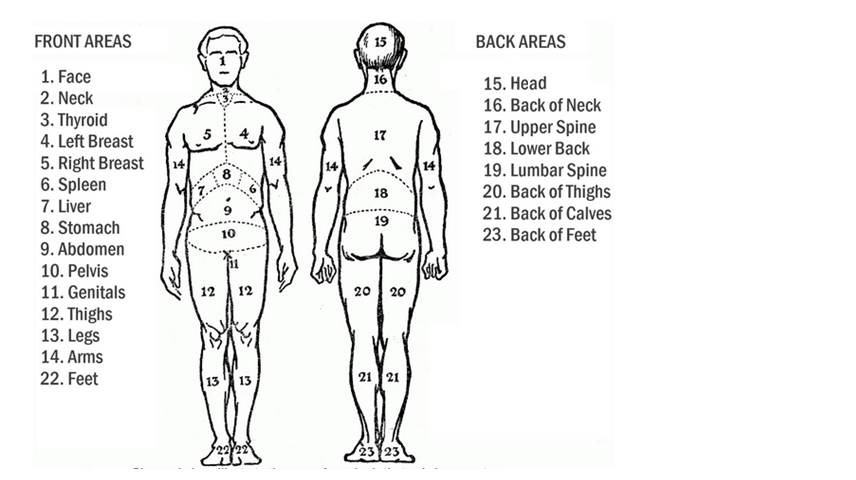 FRONT AREAS
1. Face
2. Neck
3. Thyroid
4. Left Breast
5. Right Breast
6. Spleen
7. Liver
8. Stomach
9. Abdomen
10. Pelvis
11. Genitals
12. Thighs
13. Legs
14. Arms
22. Feet
1
2
3
5 4
14 14
8
7 6
9
10
11
12 12
13 13
22 22
15
16
17
14 14
18
19
20 20
21 21
23 23
BACK AREAS
15. Head
16. Back of Neck
17. Upper Spine
18. Lower Back
19. Lumbar Spine
20. Back of Thighs
21. Back of Calves
23. Back of Feet